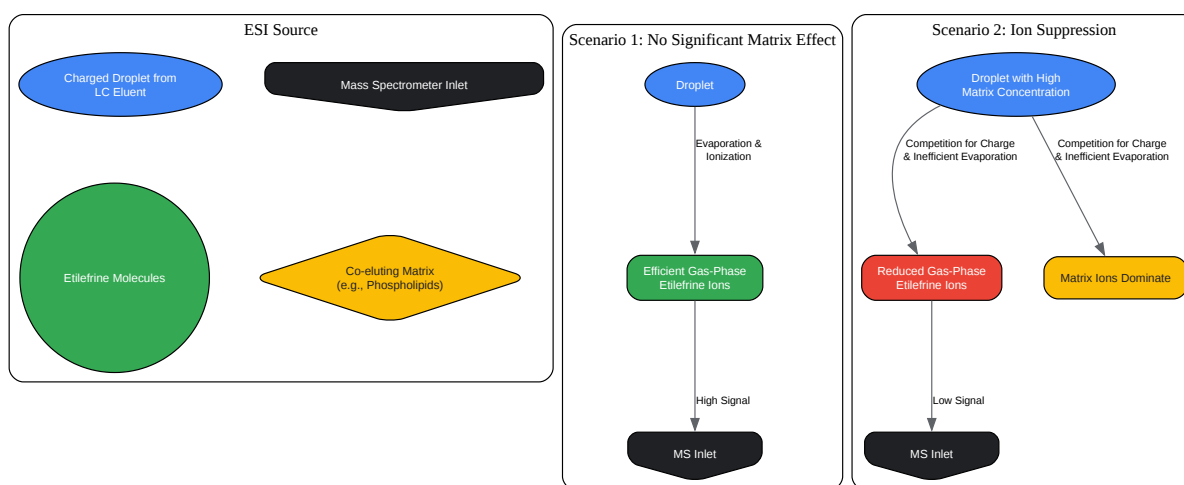 ESI Source
Charged Droplet from
LC Eluent
Mass Spectrometer Inlet
Etilefrine Molecules
Co-eluting Matrix
(e.g., Phospholipids)
Scenario 1: No Significant Matrix Effect
Droplet
Evaporation &
Ionization
Efficient Gas-Phase
Etilefrine Ions
High Signal
MS Inlet
Scenario 2: Ion Suppression
Droplet with High
Matrix Concentration
Competition for Charge
& Inefficient Evaporation
Competition for Charge
& Inefficient Evaporation
Reduced Gas-Phase
Etilefrine Ions
Matrix Ions Dominate
Low Signal
MS Inlet